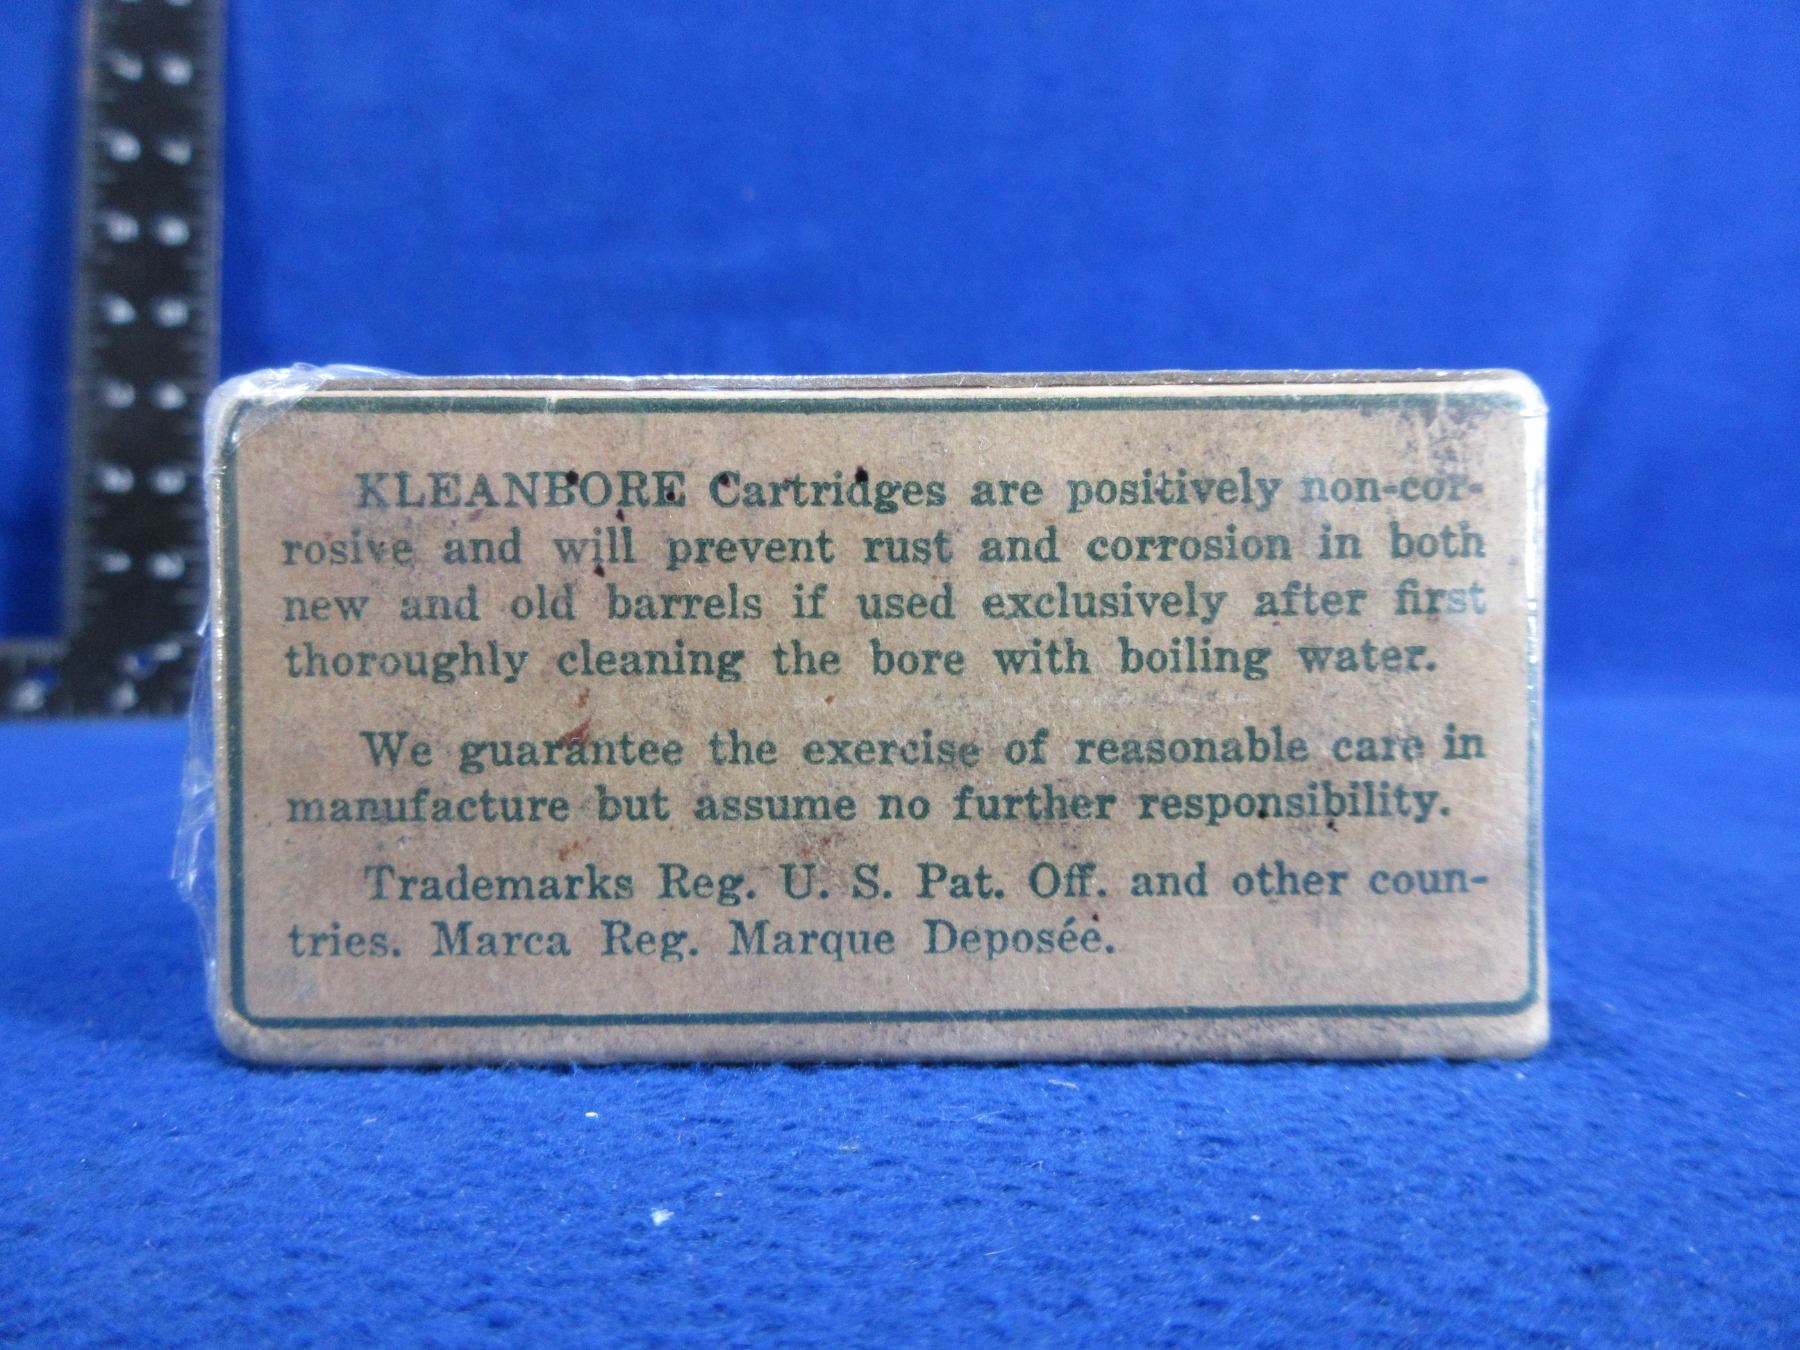 KLEANBORE Cartridges are positively non-cor-
rosive and will prevent rust and corrosion in both
new and old barrels if used exclusively after first
thoroughly cleaning the bore with boiling water.
We guarantee the exercise of reasonable care in
manufacture but assume no further responsibility.
Trademarks Reg. U. S. Pat. Off. and other coun-
tries. Marca Reg. Marque Deposée.